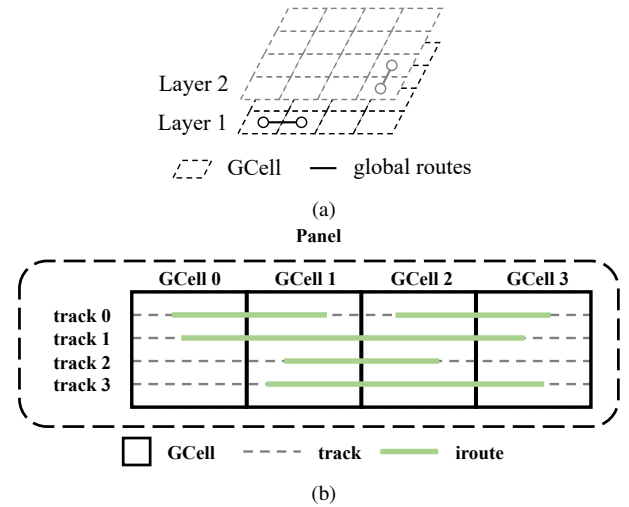 Layer 2
Layer 1
GCell global routes
(a)
Panel
GCell 0 GCell 1 GCell 2 GCell 3
track 0
track 1
track 2
track 3
GCell track iroute
(b)